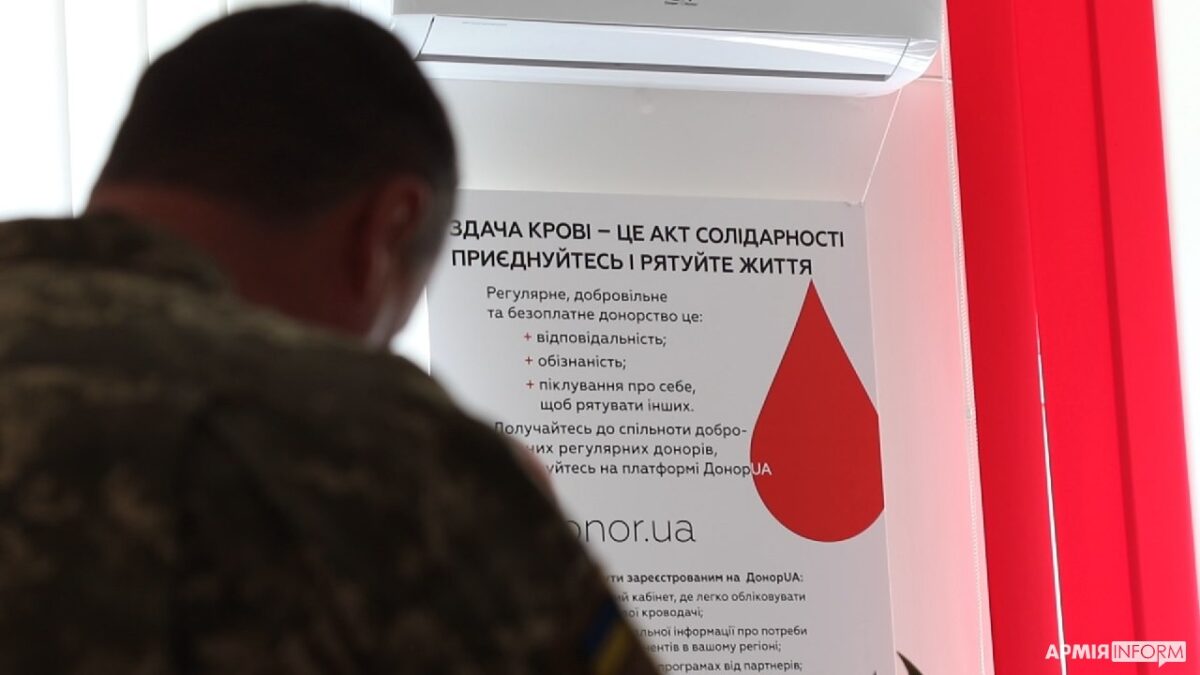 ЗДАЧА КРОВІ – ЦЕ АКТ СОЛІДАРНОСТІ
ПРИЄДНУЙТЕСЬ І РЯТУЙТЕ ЖИТТЯ
Регулярне, добровільне
та безоплатне донорство це:
+ відповідальність;
+ обізнаність;
+ піклування про себе,
щоб рятувати інших.
Долучайтесь до спільноти добро-
регулярних донорів,
на платформі ДонорUA
onor.ua
зареєстрованим на ДонорUA:
кабінет, де легко обліковувати
кроводачі;
інформації про потреби
в вашому регіоні;
програмах від партнерів;
АРМІЯINFORM